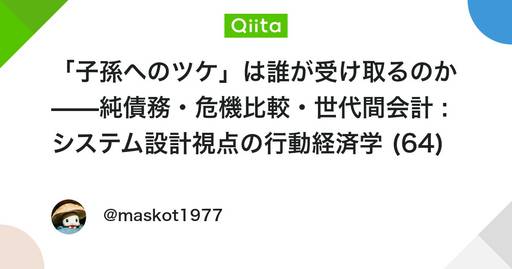 Qiita
「子孫へのツケ」は誰が受け取るのか
——純債務・危機比較・世代間会計：
システム設計視点の行動経済学 (64)
@maskot1977